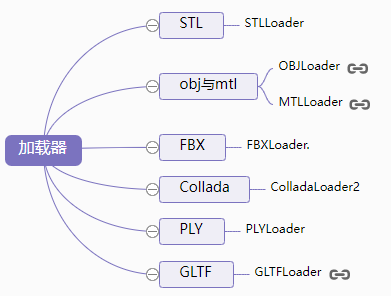 STL
STLLoader
obj与mtl
OBJLoader
MTLLoader
加载器
FBX
FBXLoader.
Collada
ColladaLoader2
PLY
PLYLoader
GLTF
GLTFLoader